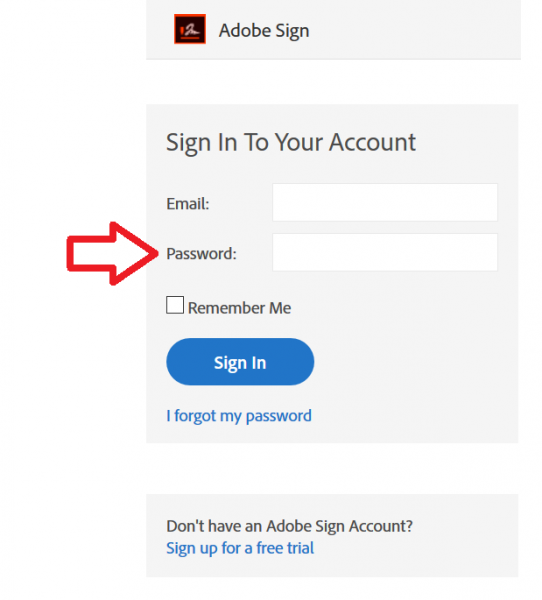 Adobe Sign
Sign In To Your Account
Email:
Password:
Remember Me
Sign In
I forgot my password
Don't have an Adobe Sign Account?
Sign up for a free trial